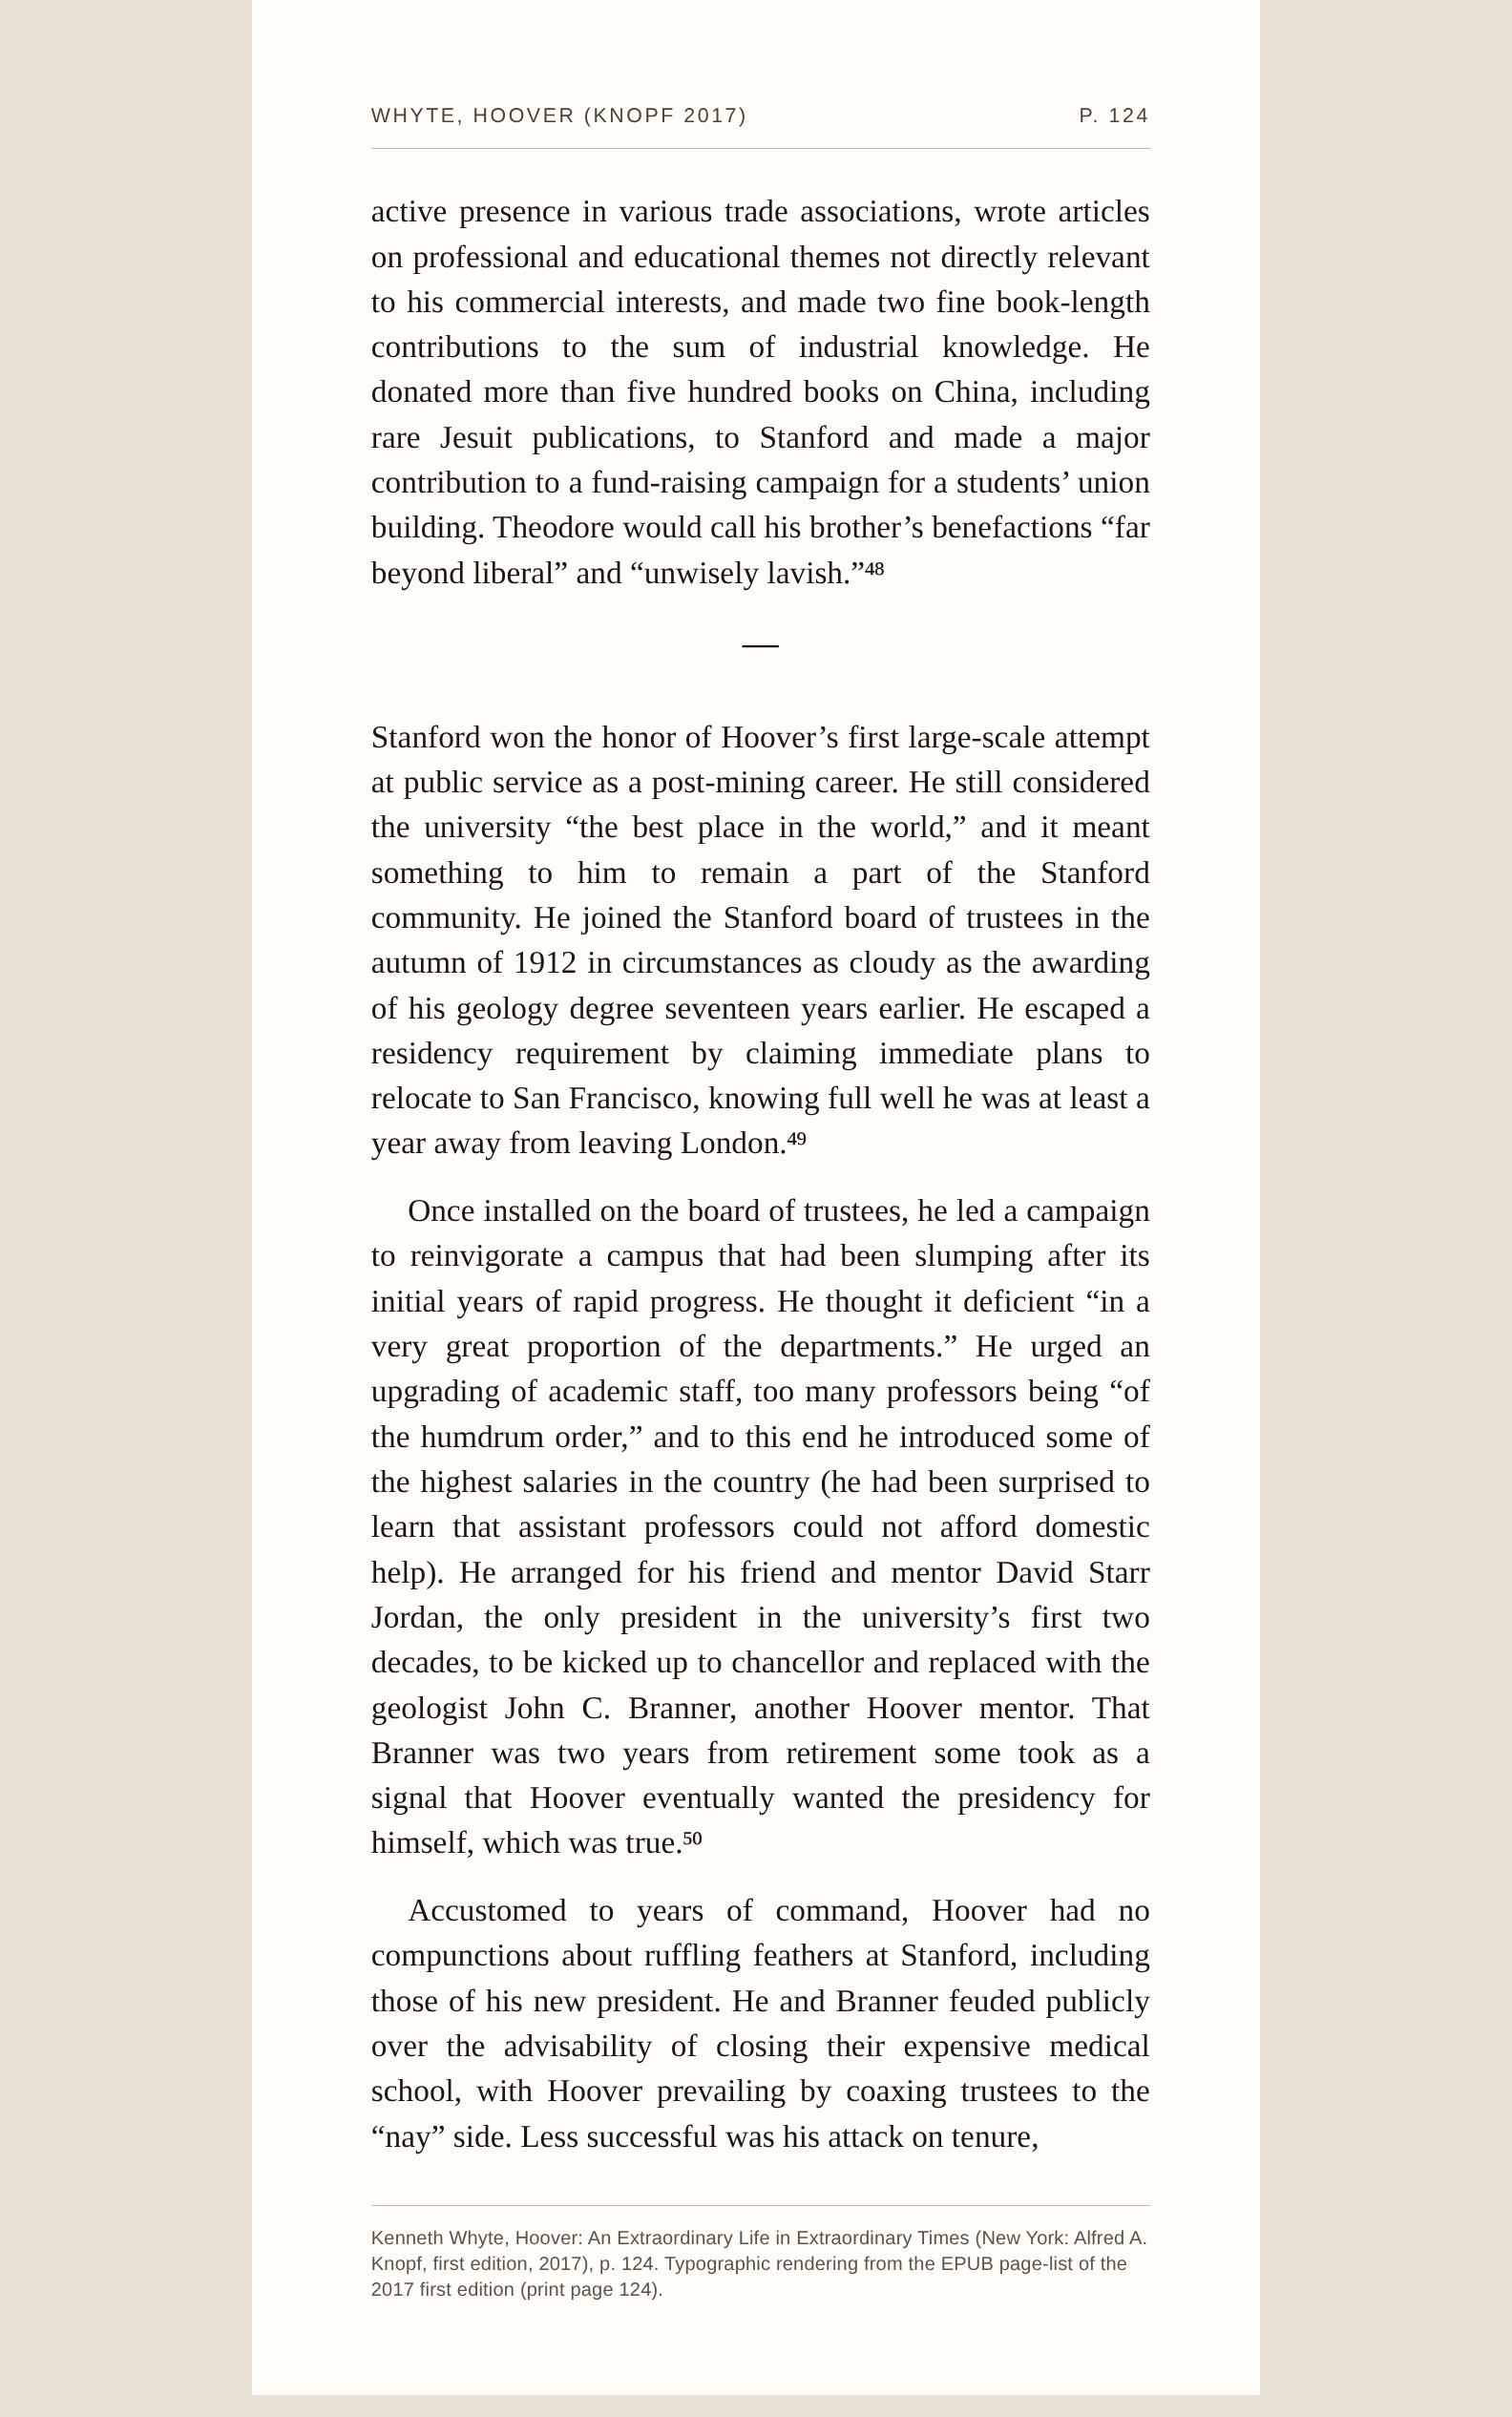 WHYTE, HOOVER (KNOPF 2017) P. 124
active presence in various trade associations, wrote articles
on professional and educational themes not directly relevant
to his commercial interests, and made two fine book-length
contributions to the sum of industrial knowledge. He
donated more than five hundred books on China, including
rare Jesuit publications, to Stanford and made a major
contribution to a fund-raising campaign for a students’ union
building. Theodore would call his brother’s benefactions “far
beyond liberal” and “unwisely lavish.”⁴⁸
—
Stanford won the honor of Hoover’s first large-scale attempt
at public service as a post-mining career. He still considered
the university “the best place in the world,” and it meant
something to him to remain a part of the Stanford
community. He joined the Stanford board of trustees in the
autumn of 1912 in circumstances as cloudy as the awarding
of his geology degree seventeen years earlier. He escaped a
residency requirement by claiming immediate plans to
relocate to San Francisco, knowing full well he was at least a
year away from leaving London.⁴⁹
Once installed on the board of trustees, he led a campaign
to reinvigorate a campus that had been slumping after its
initial years of rapid progress. He thought it deficient “in a
very great proportion of the departments.” He urged an
upgrading of academic staff, too many professors being “of
the humdrum order,” and to this end he introduced some of
the highest salaries in the country (he had been surprised to
learn that assistant professors could not afford domestic
help). He arranged for his friend and mentor David Starr
Jordan, the only president in the university’s first two
decades, to be kicked up to chancellor and replaced with the
geologist John C. Branner, another Hoover mentor. That
Branner was two years from retirement some took as a
signal that Hoover eventually wanted the presidency for
himself, which was true.⁵⁰
Accustomed to years of command, Hoover had no
compunctions about ruffling feathers at Stanford, including
those of his new president. He and Branner feuded publicly
over the advisability of closing their expensive medical
school, with Hoover prevailing by coaxing trustees to the
“nay” side. Less successful was his attack on tenure,
Kenneth Whyte, Hoover: An Extraordinary Life in Extraordinary Times (New York: Alfred A.
Knopf, first edition, 2017), p. 124. Typographic rendering from the EPUB page-list of the
2017 first edition (print page 124).